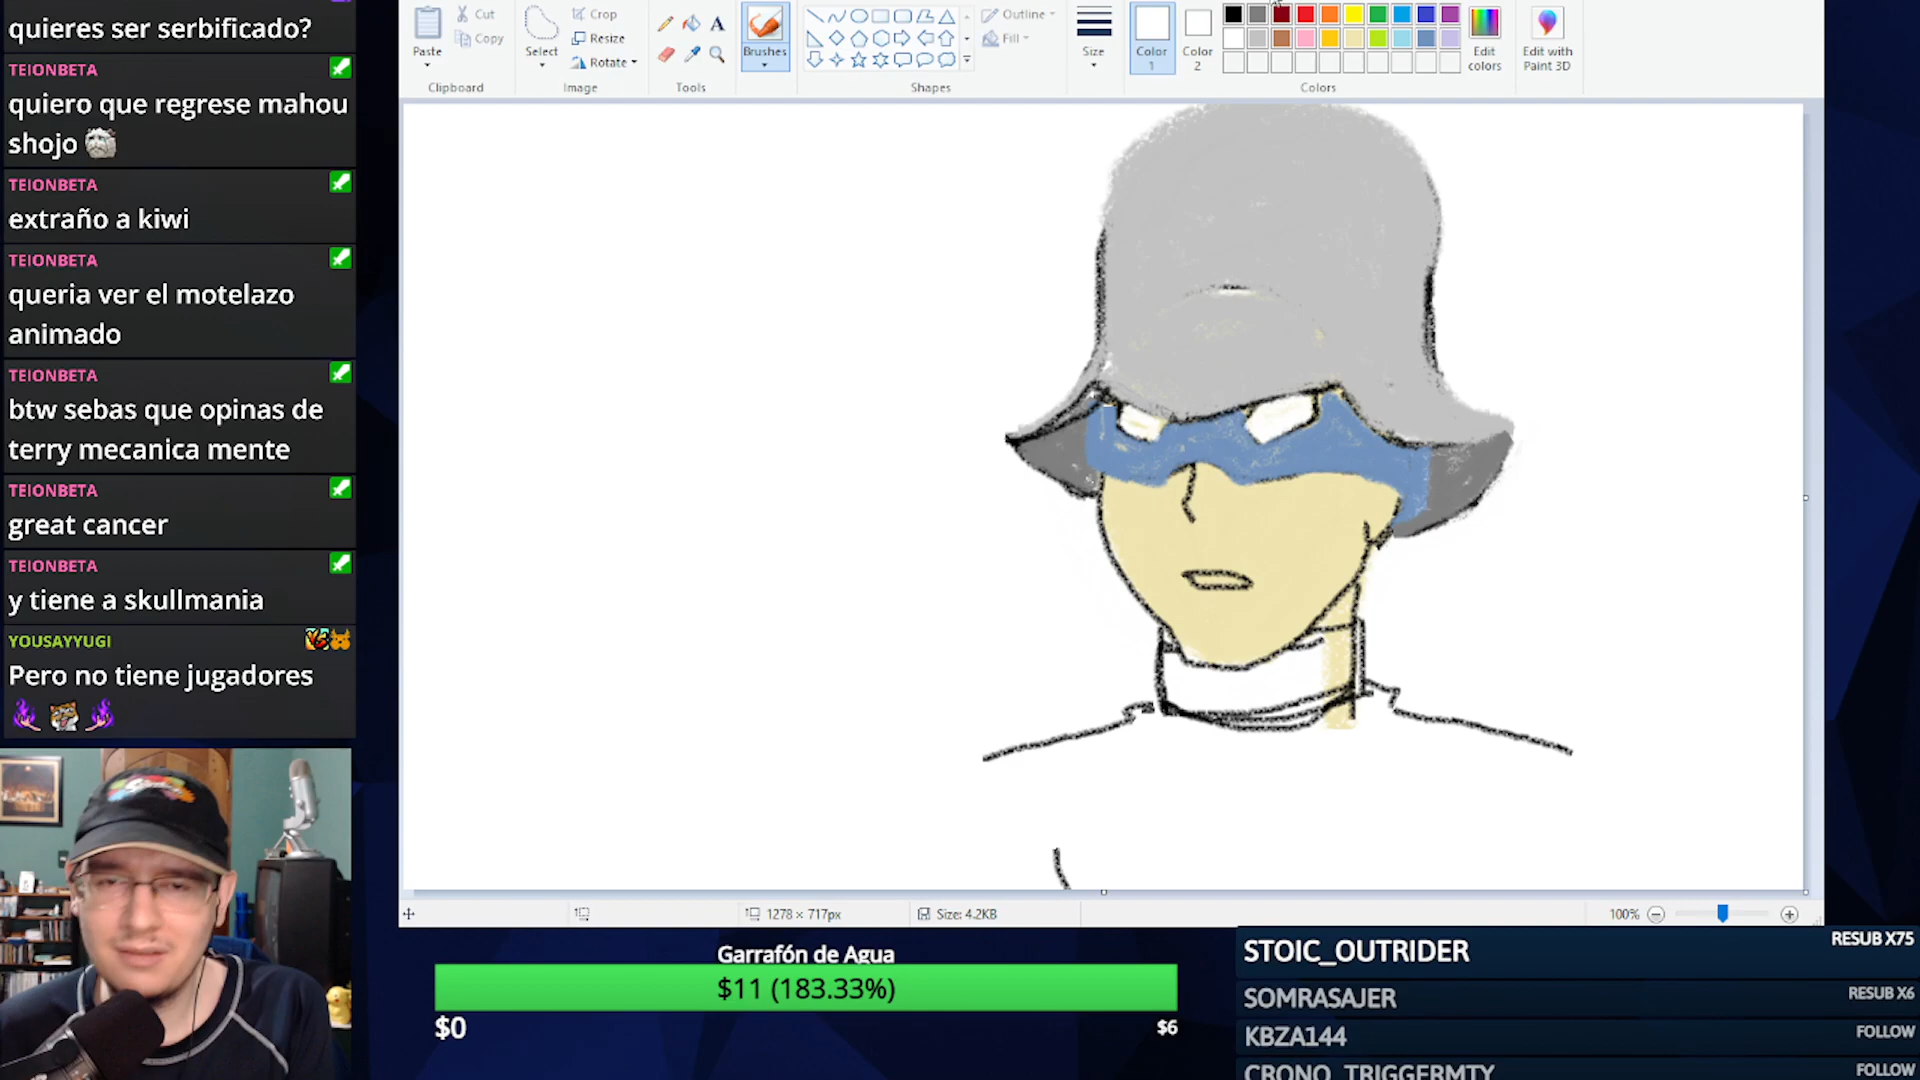 quieres ser serbificado?
TEIONBETA
quiero que regrese mahou
shojo
TEIONBETA
extraño a kiwi
TEIONBETA
queria ver el motelazo
animado
TEIONBETA
btw sebas que opinas de
terry mecanica mente
TEIONBETA
great cancer
TEIONBETA
y tiene a skullmania
YOUSAYYUGI
Pero no tiene jugadores
Paste
Cut
Copy
Clipboard
Select
Crop
Resize
Rotate
Image
A
Tools
Brushes
Outline
Fill
Shapes
Size
Color
1
Color
2
Edit
colors
Edit with
Paint 3D
Colors
1278 × 717px
Size: 4.2KB
100%
Garrafón de Agua
$11 (183.33%)
$0
$6
STOIC_OUTRIDER
RESUB X75
SOMRASAJER
RESUB X6
KBZA144
FOLLOW
CRONO_TRIGGERMTY
FOLLOW